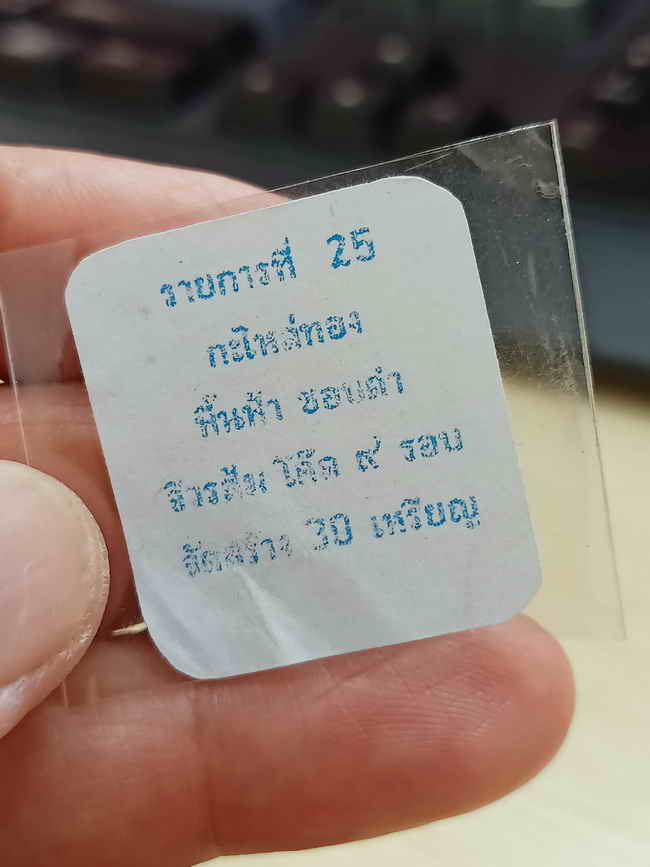 รายการที่ 25
กะไหล่ทอง
พื้นฟ้า ขอบดำ
จีวรส้ม โค๊ด ๙ รอบ
จัดสร้าง 30 เหรียญ